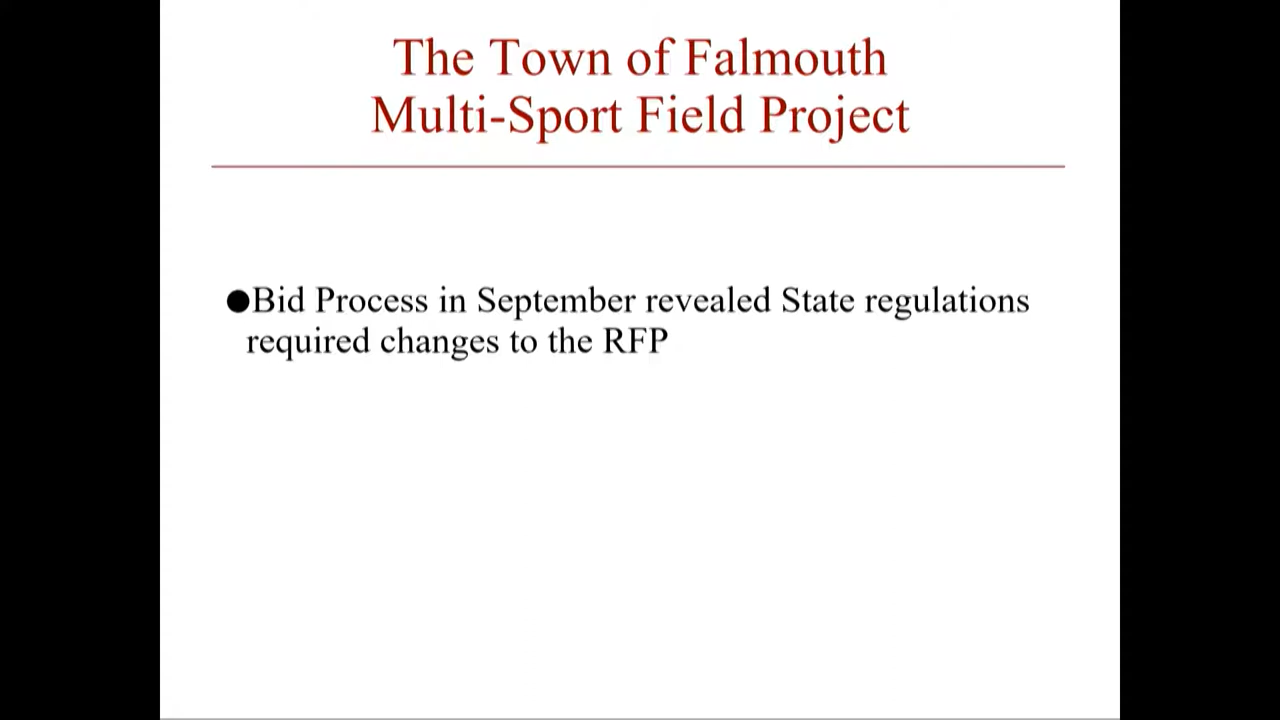 The Town of Falmouth
Multi-Sport Field Project
●Bid Process in September revealed State regulations
required changes to the RFP